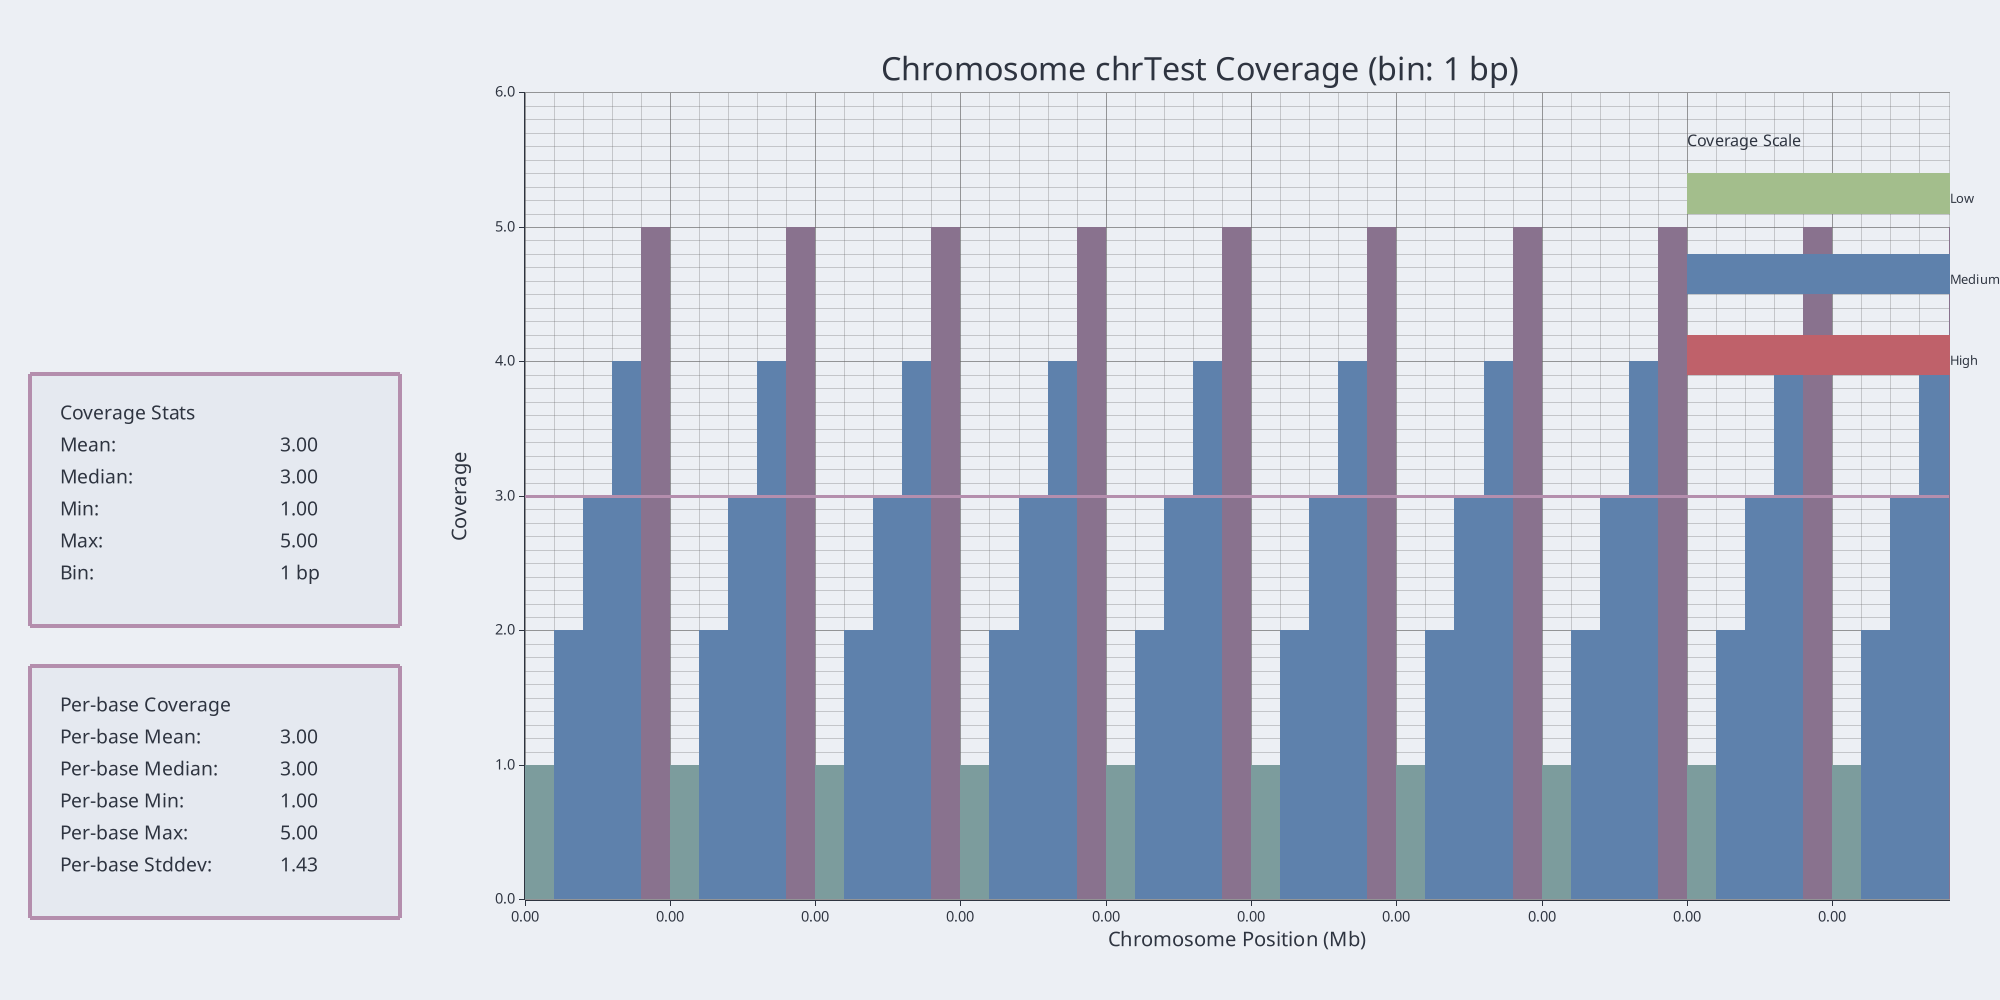 Chromosome chrTest Coverage (bin: 1 bp)
Coverage Stats
Mean: 3.00
Median: 3.00
Min: 1.00
Max: 5.00
Bin: 1 bp
Per-base Coverage
Per-base Mean: 3.00
Per-base Median: 3.00
Per-base Min: 1.00
Per-base Max: 5.00
Per-base Stddev: 1.43
Coverage
6.0
5.0
4.0
3.0
2.0
1.0
0.0
0.00 0.00 0.00 0.00 0.00 0.00 0.00 0.00 0.00 0.00
Chromosome Position (Mb)
Coverage Scale
Low
Medium
High